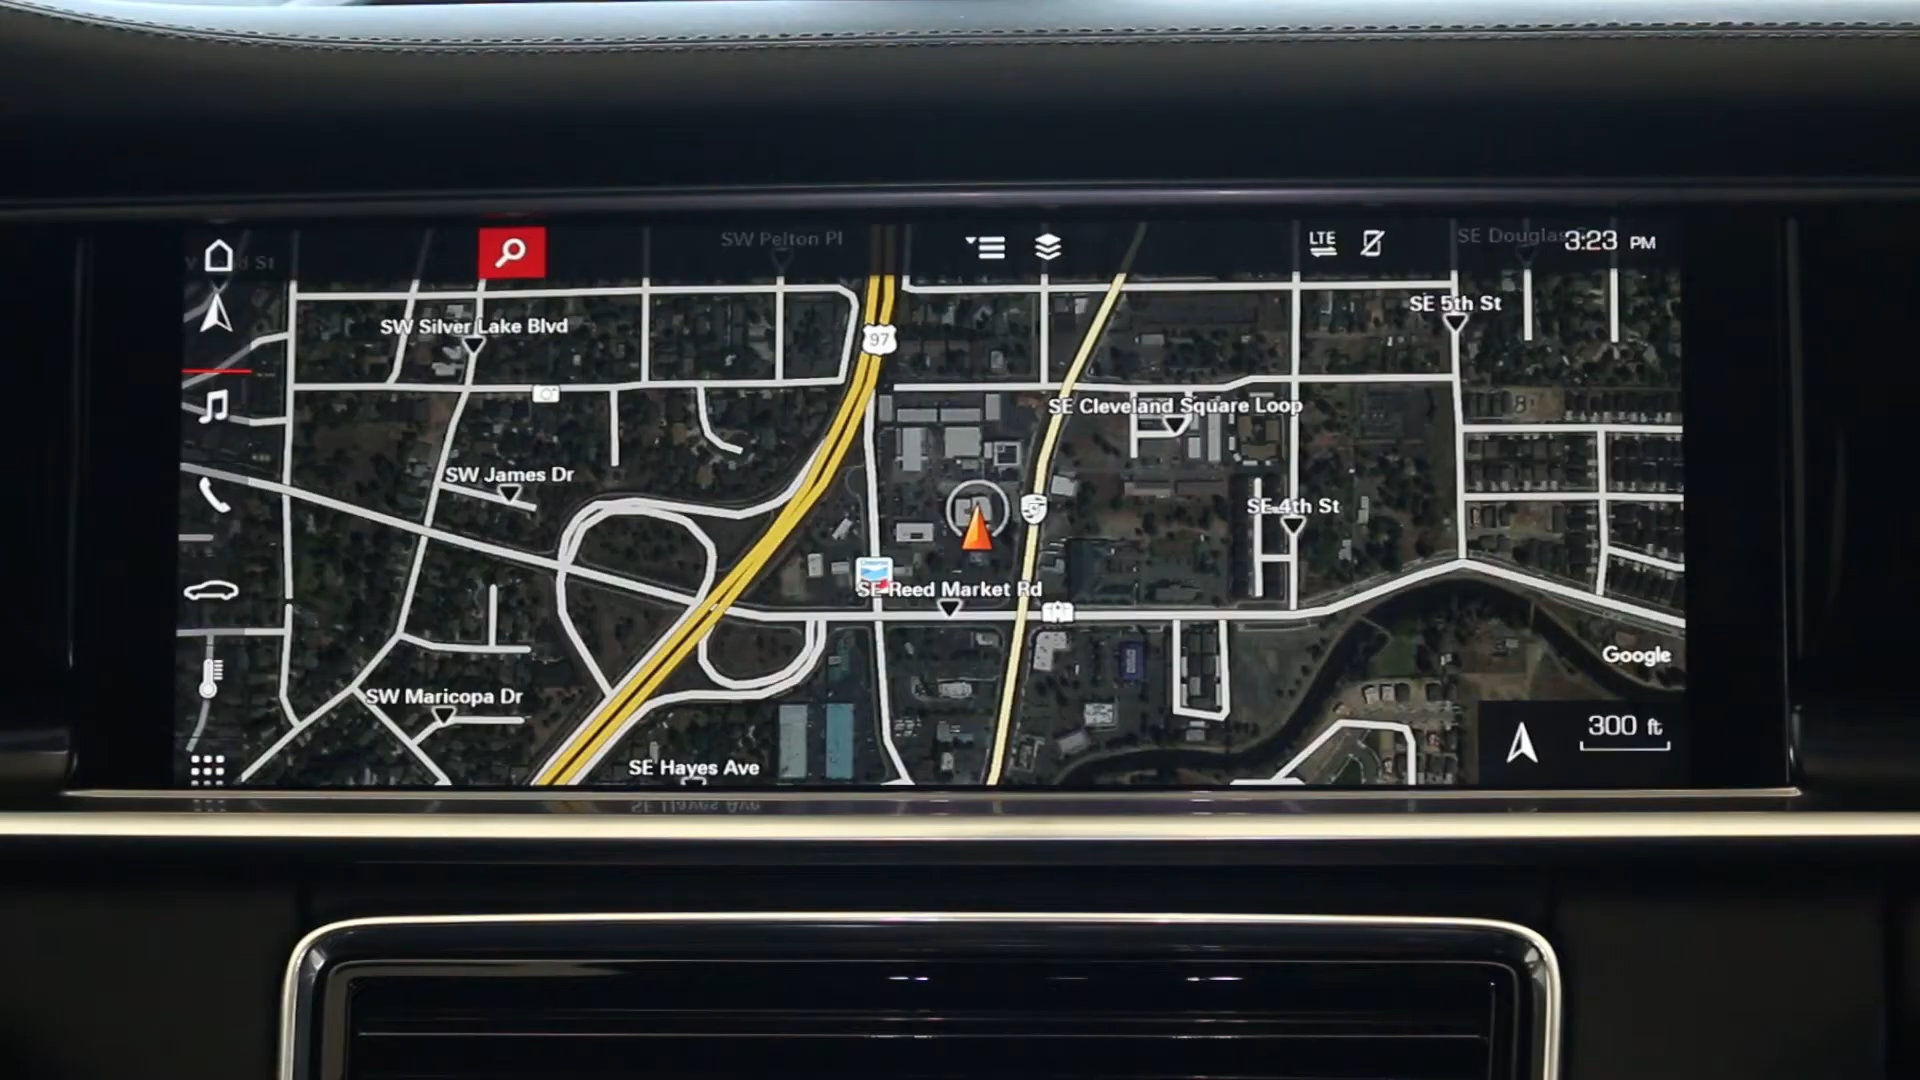 SW Pelton Pl
LTE
SE Douglas
3:23 PM
SE 5th St
SW Silver Lake Blvd
97
SE Cleveland Square Loop
SW James Dr
SE 4th St
SE Reed Market Rd
Google
SW Maricopa Dr
300 ft
SE Hayes Ave